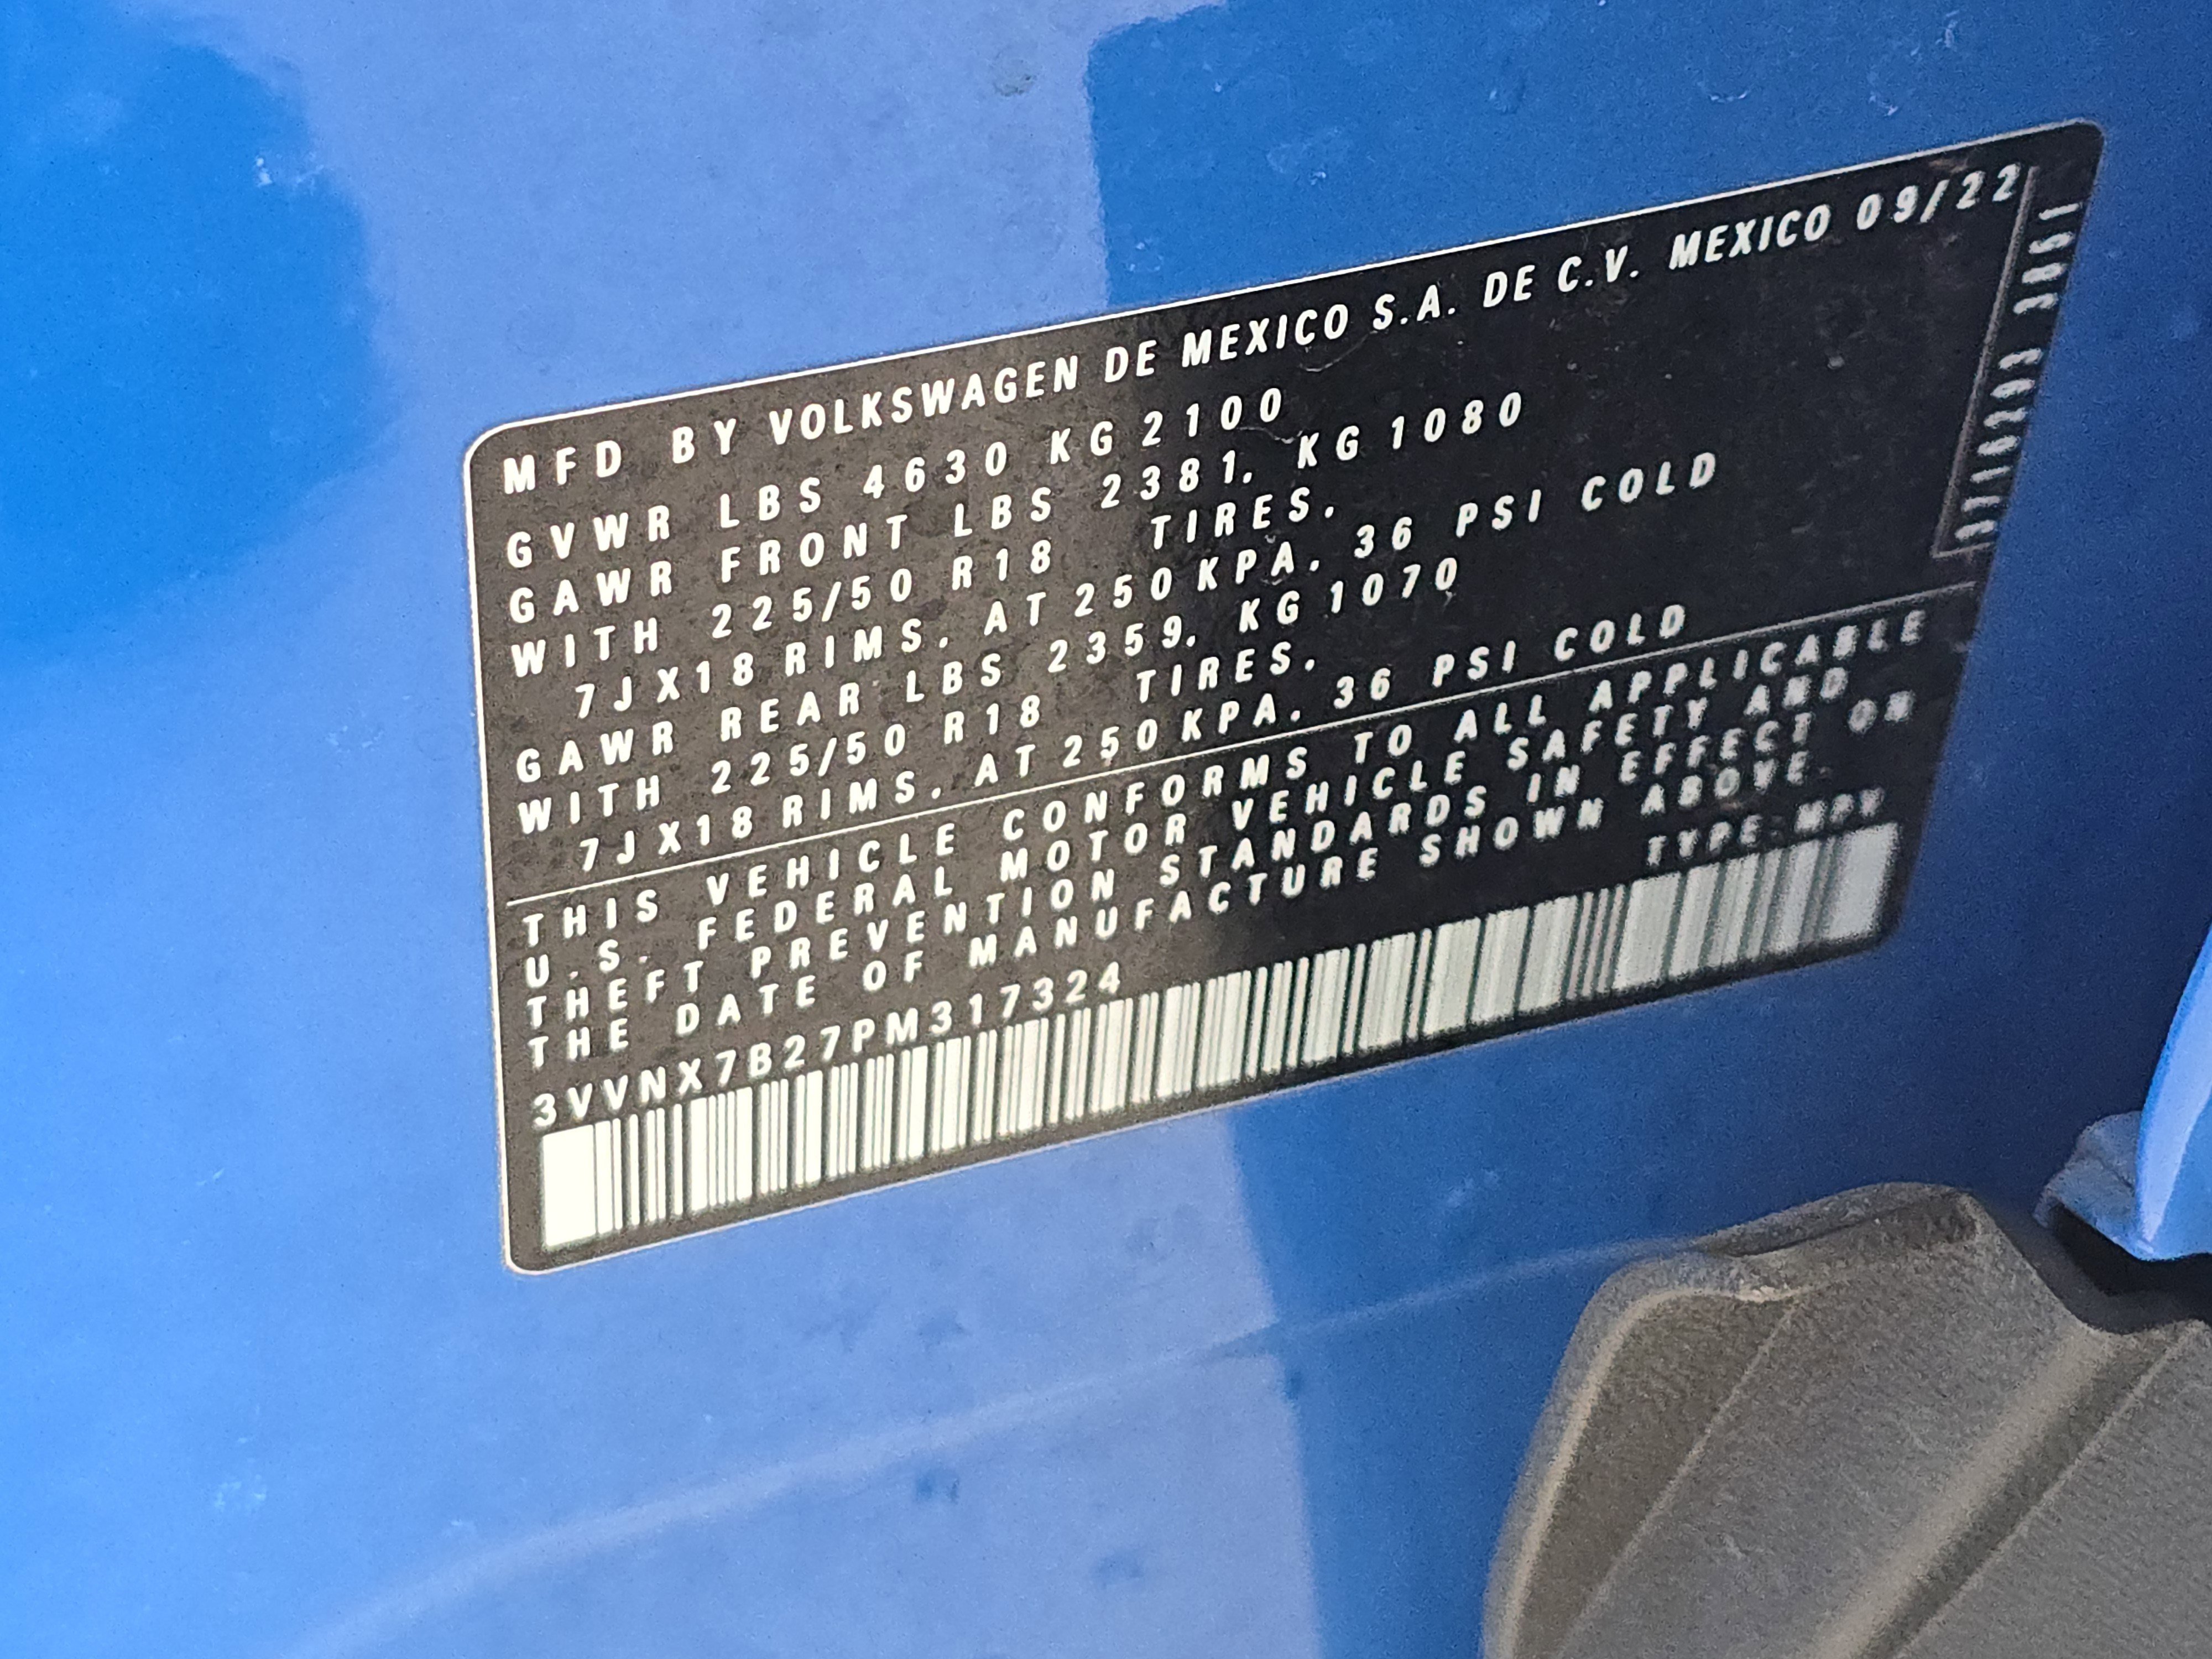 MFD BY VOLKSWAGEN DE MEXICO S.A. DE C.V. MEXICO 09/22
GVWR LBS 4630 KG 2100
GAWR FRONT LBS 2381. KG 1080
WITH 225/50 R18 TIRES.
7JX18 RIMS. AT 250 KPA. 36 PSI COLD
GAWR REAR LBS 2359. KG 1070
WITH 225/50 R18 TIRES.
7JX18 RIMS. AT 250 KPA. 36 PSI COLD
THIS VEHICLE CONFORMS TO ALL APPLICABLE
U.S. FEDERAL MOTOR VEHICLE SAFETY AND
THEFT PREVENTION STANDARDS IN EFFECT ON
THE DATE OF MANUFACTURE SHOWN ABOVE.
3VVNX7B27PM317324 TYPE: MPV